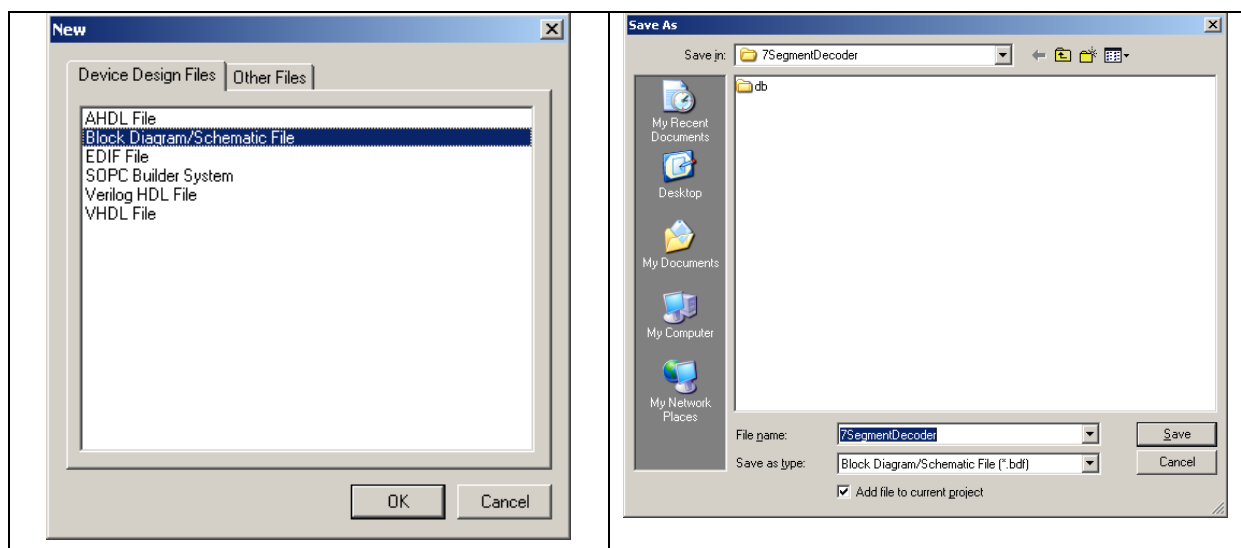 New
Device Design Files Other Files
AHDL File
Block Diagram/Schematic File
EDIF File
SOPC Builder System
Verilog HDL File
VHDL File
OK Cancel
Save As
Save in: 7SegmentDecoder
db
My Recent
Documents
Desktop
My Documents
My Computer
My Network
Places
File name: 7SegmentDecoder Save
Save as type: Block Diagram/Schematic File (*.bdf) Cancel
Add file to current project